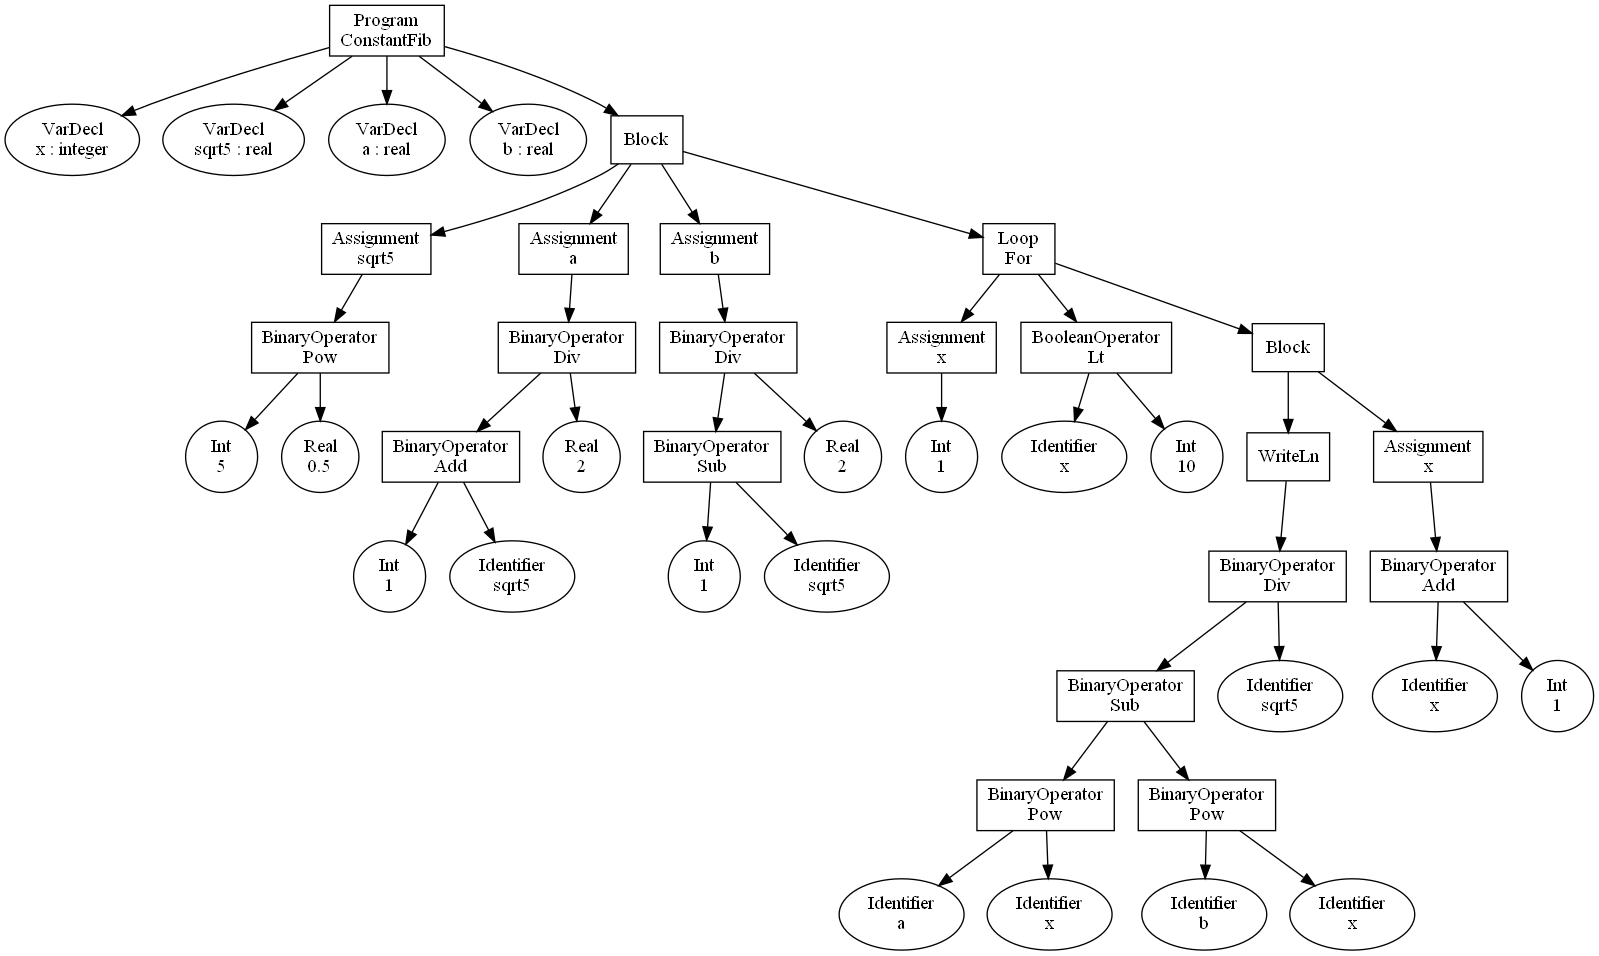 Program
ConstantFib
VarDecl
x : integer
VarDecl
sqrt5 : real
VarDecl
a : real
VarDecl
b : real
Block
Assignment
sqrt5
Assignment
a
Assignment
b
Loop
For
BinaryOperator
Pow
BinaryOperator
Div
BinaryOperator
Div
Assignment
x
BooleanOperator
Lt
Block
Int
5
Real
0.5
BinaryOperator
Add
Real
2
BinaryOperator
Sub
Real
2
Int
1
Identifier
x
Int
10
WriteLn
Assignment
x
Int
1
Identifier
sqrt5
Int
1
Identifier
sqrt5
BinaryOperator
Div
BinaryOperator
Add
BinaryOperator
Sub
Identifier
sqrt5
Identifier
x
Int
1
BinaryOperator
Pow
BinaryOperator
Pow
Identifier
a
Identifier
x
Identifier
b
Identifier
x